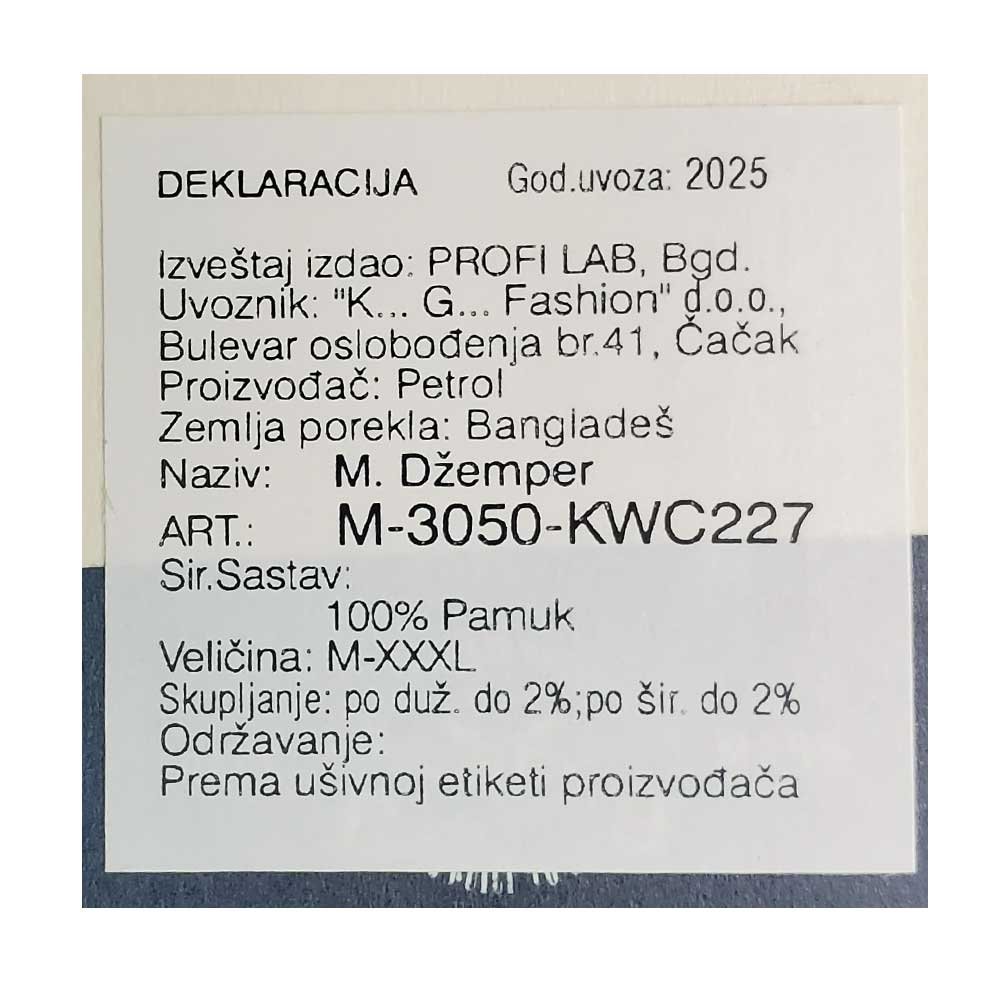 DEKLARACIJA God.uvoza: 2025
Izveštaj izdao: PROFI LAB, Bgd.
Uvoznik: "K... G... Fashion" d.o.o.,
Bulevar oslobođenja br.41, Čačak
Proizvođač: Petrol
Zemlja porekla: Bangladeš
Naziv: M. Džemper
ART.: M-3050-KWC227
Sir.Sastav:
100% Pamuk
Veličina: M-XXXL
Skupljanje: po duž. do 2%;po šir. do 2%
Održavanje:
Prema ušivnoj etiketi proizvođača